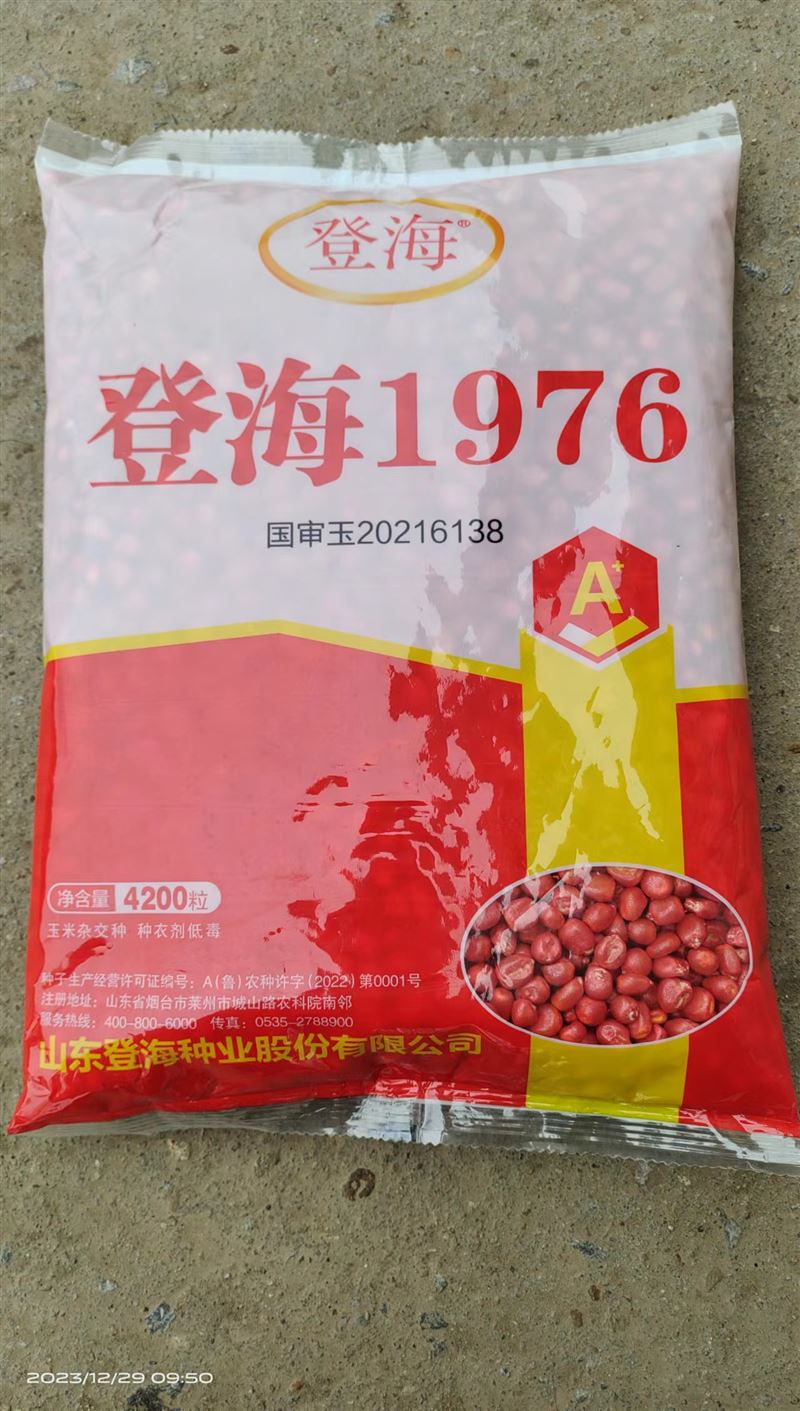 登海®
登海1976
国审玉20216138
A+
净含量 4200粒
玉米杂交种 种衣剂低毒
种子生产经营许可证编号：A(鲁)农种许字(2022)第0001号
注册地址：山东省烟台市莱州市城山路农科院南邻
服务热线：400-800-6000 传真：0535-2788900
山东登海种业股份有限公司
2023/12/29 09:50